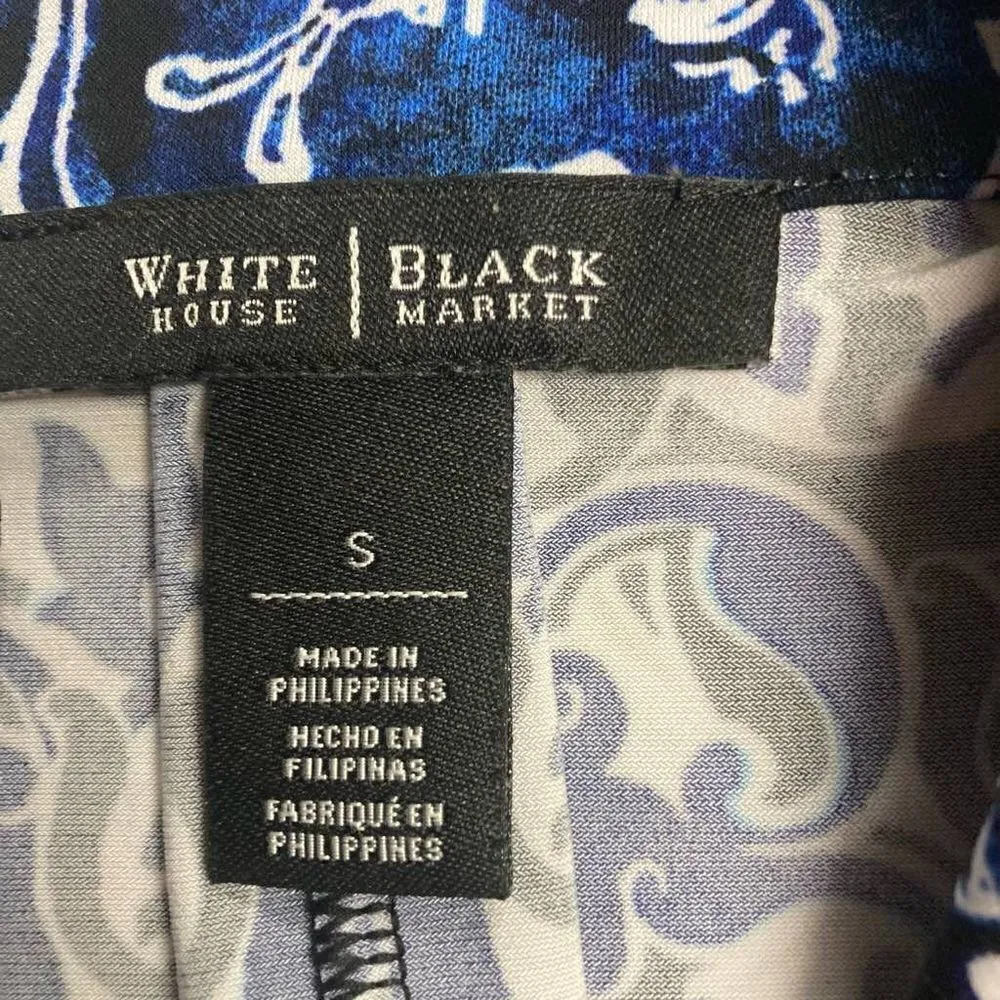 WHITE HOUSE | BLACK MARKET
S
MADE IN
PHILIPPINES
HECHO EN
FILIPINAS
FABRIQUÉ EN
PHILIPPINES